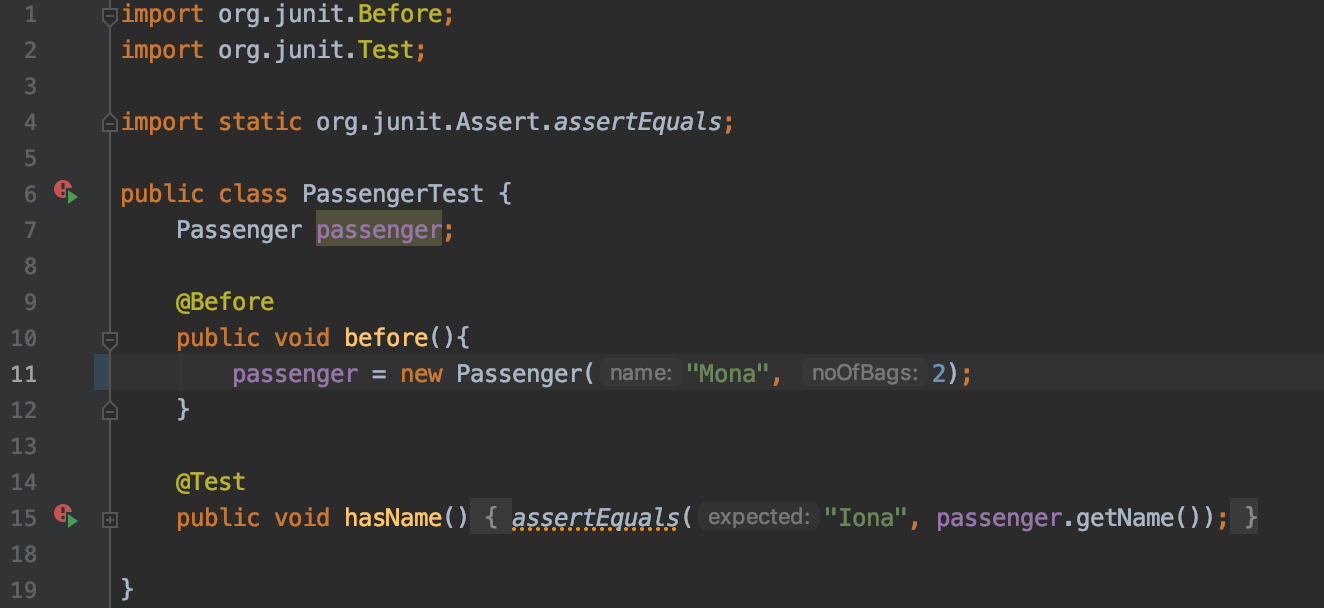 1 import org.junit.Before;
2 import org.junit.Test;
3
4 import static org.junit.Assert.assertEquals;
5
6 public class PassengerTest {
7     Passenger passenger;
8
9     @Before
10     public void before(){
11         passenger = new Passenger( name: "Mona", noOfBags: 2);
12     }
13
14     @Test
15     public void hasName() { assertEquals( expected: "Iona", passenger.getName()); }
18
19 }